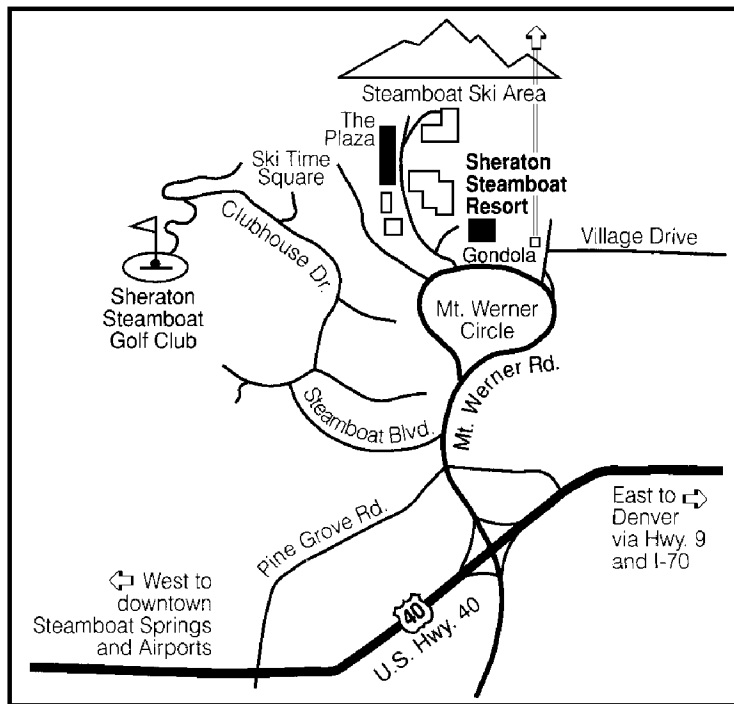 Steamboat Ski Area
The
Plaza
Ski Time
Square
Sheraton
Steamboat
Resort
Clubhouse Dr.
Village Drive
Gondola
Sheraton
Steamboat
Golf Club
Mt. Werner
Circle
Mt. Werner Rd.
Steamboat Blvd.
Pine Grove Rd.
East to
Denver
via Hwy. 9
and I-70
West to
downtown
Steamboat Springs
and Airports
40
U.S. Hwy. 40